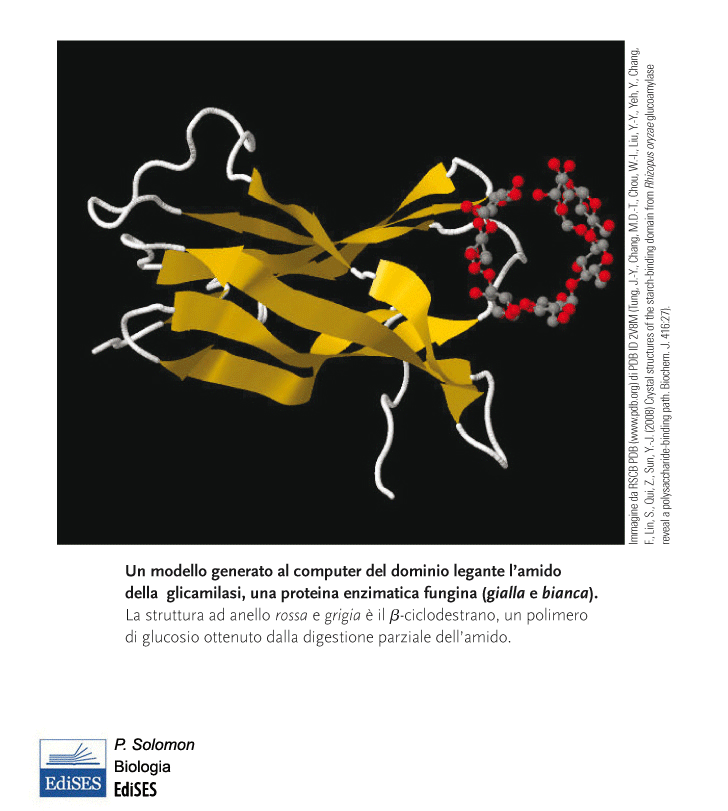 Immagine da RSCB PDB (www.pdb.org) di PDB ID 2V8M (Tung, J.-Y., Chang, M.D.-T., Chou, W.-I., Liu, Y.-Y., Yeh, Y., Chang,
F., Lin, S., Qui, Z., Sun, Y.-J. (2008) Crystal structures of the starch-binding domain from Rhizopus oryzae glucoamylase
reveal a polysaccharide-binding path. Biochem. J. 416:27).
Un modello generato al computer del dominio legante l'amido
della glicamilasi, una proteina enzimatica fungina (gialla e bianca).
La struttura ad anello rossa e grigia è il β-ciclodestrano, un polimero
di glucosio ottenuto dalla digestione parziale dell'amido.
P. Solomon
Biologia
EdiSES
EdiSES